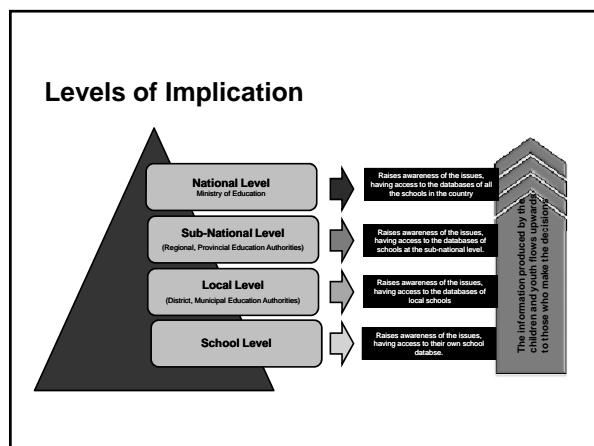 Levels of Implication
National Level
Ministry of Education
Raises awareness of the issues,
having access to the databases of all
the schools in the country
Sub-National Level
(Regional, Provincial Education Authorities)
Raises awareness of the issues,
having access to the databases of
schools at the sub-national level.
Local Level
(District, Municipal Education Authorities)
Raises awareness of the issues,
having access to the databases of
local schools
School Level
Raises awareness of the issues,
having access to their own school
databse.
The information produced by the
children and youth flows upwards
to those who make the decisions